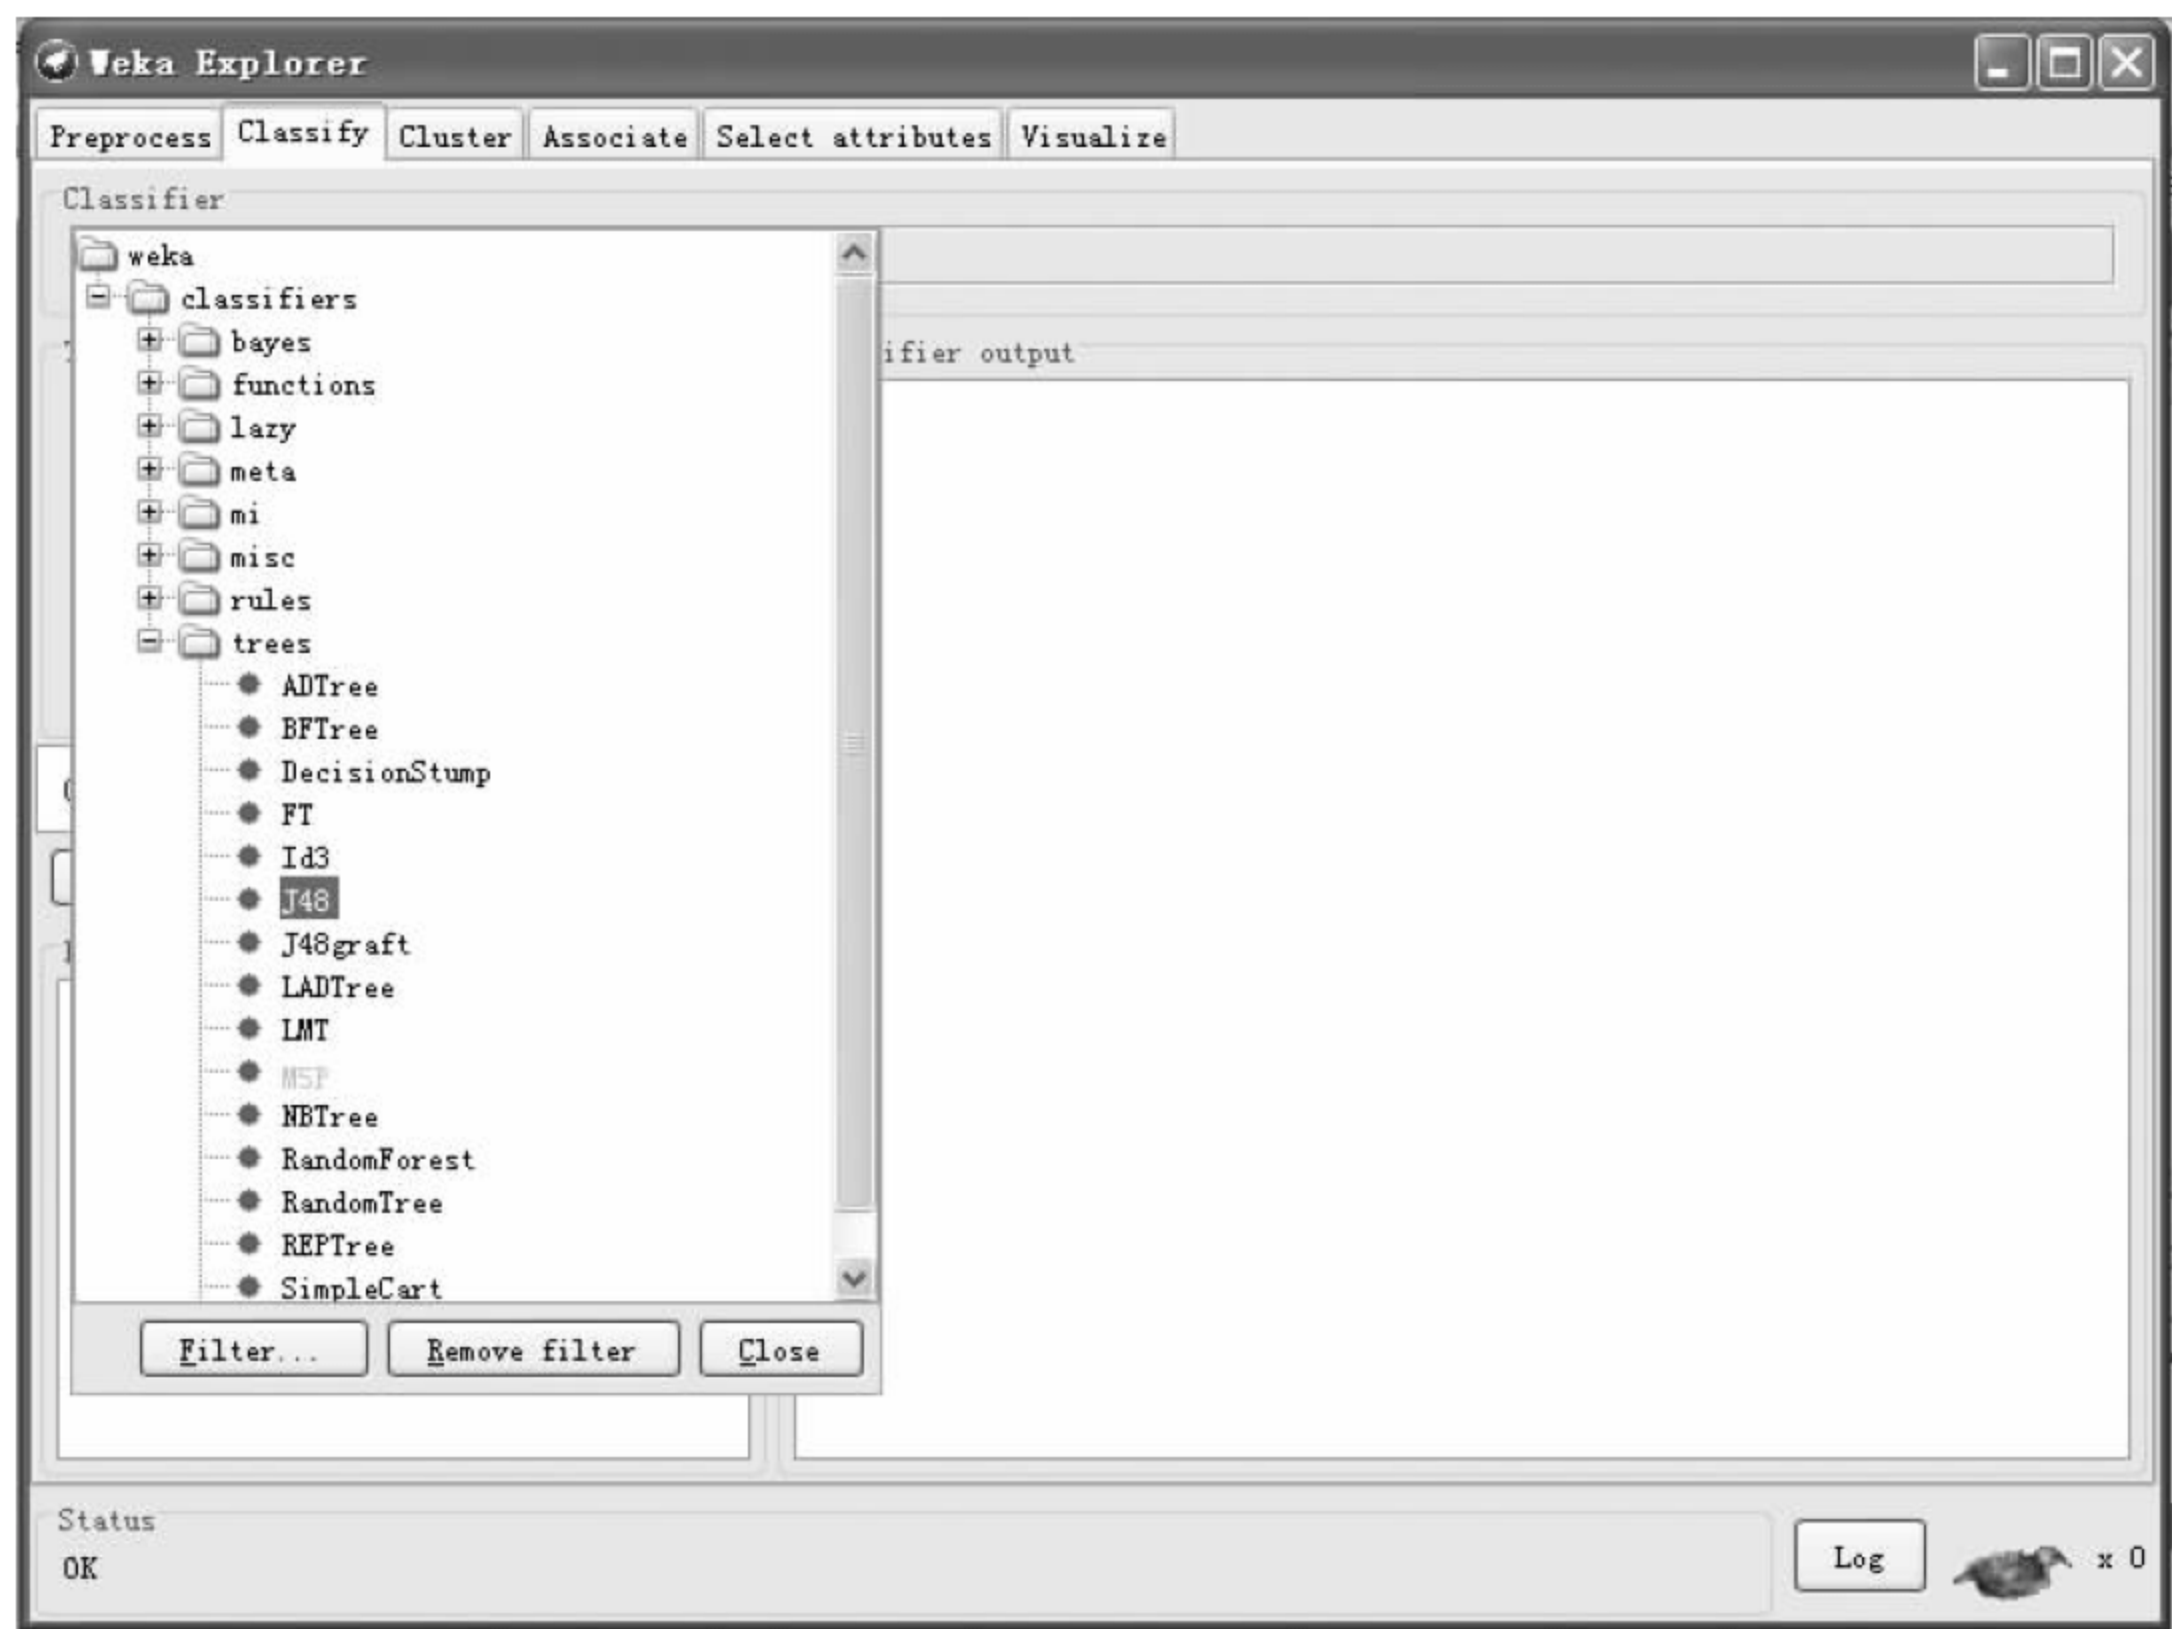 Weka Explorer
Preprocess Classify Cluster Associate Select attributes Visualize
Classifier
weka
classifiers
bayes
ifier output
functions
lazy
meta
mi
misc
rules
trees
ADTree
BFTree
DecisionStump
FT
Id3
J48
J48graft
LADTree
LMT
M5P
NBTree
RandomForest
RandomTree
REPTree
SimpleCart
Filter... Remove filter Close
Status
OK
Log x 0